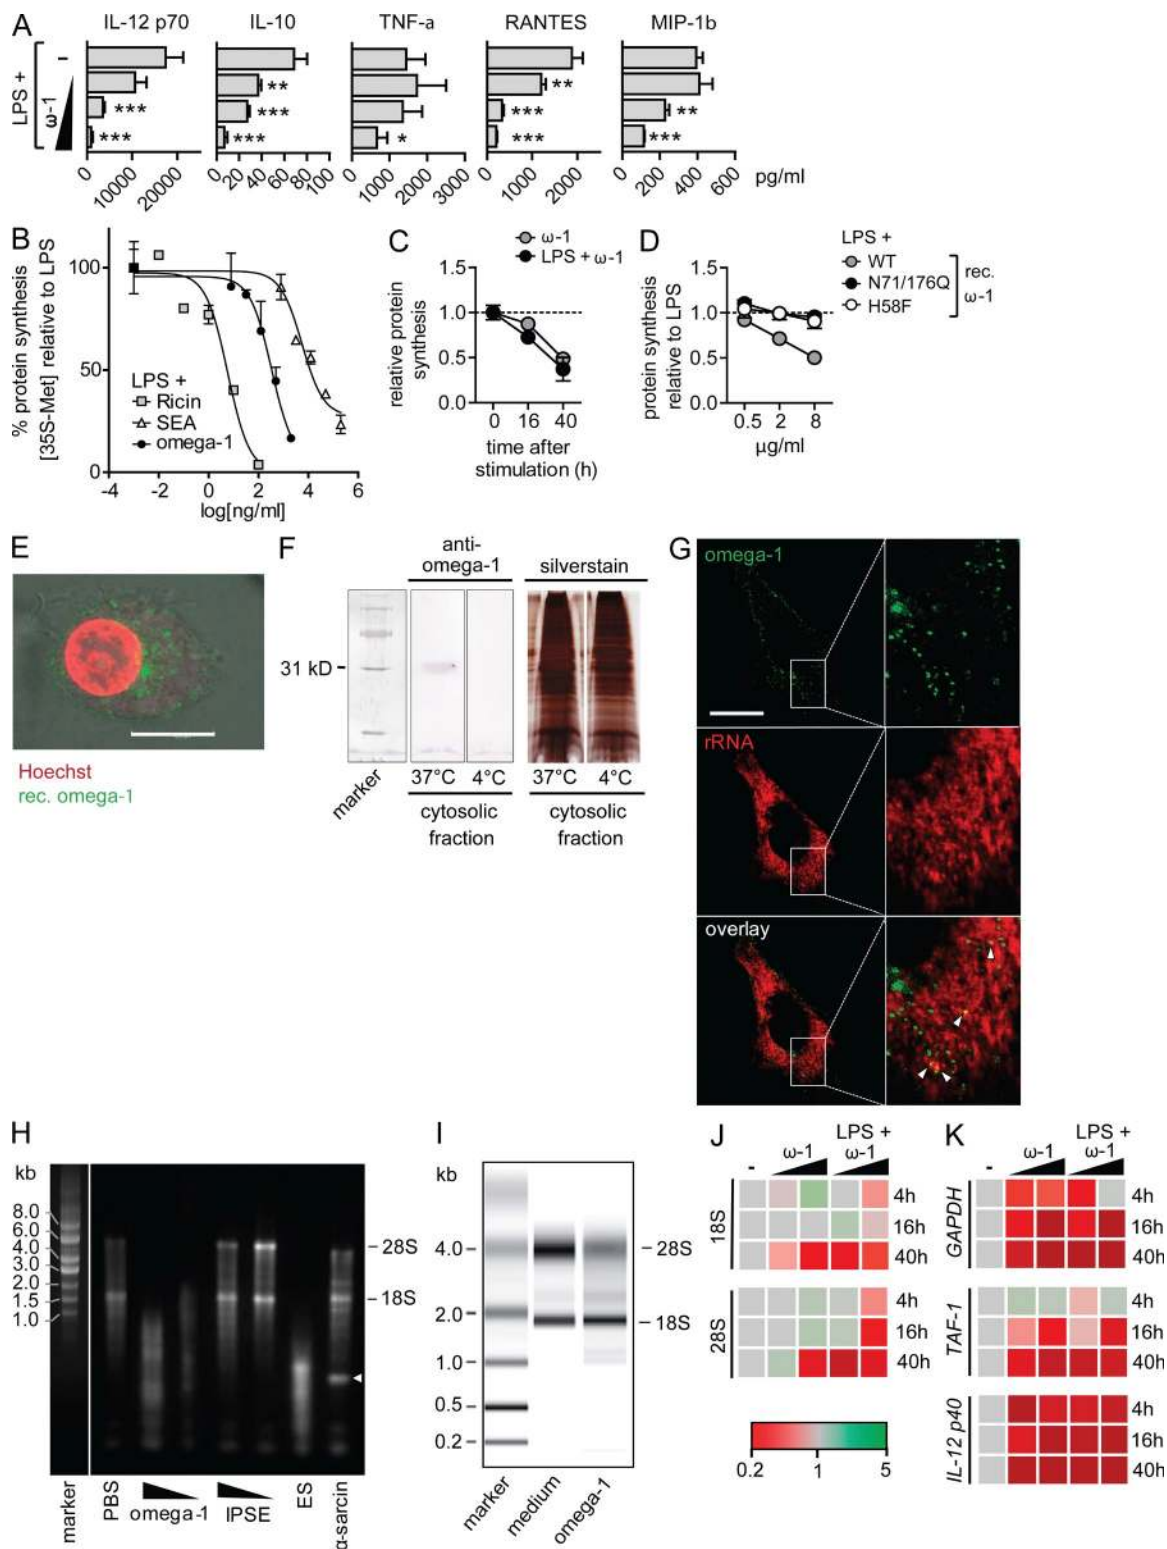 A
IL-12 p70 IL-10 TNF-a RANTES MIP-1b
LPS +
ω-1
–
** **
*** *** *** **
*** *** * *** ***
0 10000 20000
0 20 40 60 80 100
0 1000 2000 3000
0 1000 2000
0 200 400 600
pg/ml
B
% protein synthesis
[35S-Met] relative to LPS
100
50
0
-4 -2 0 2 4 6
log[ng/ml]
LPS +
Ricin
SEA
omega-1
C
ω-1
LPS + ω-1
relative protein
synthesis
1.5
1.0
0.5
0.0
0 16 40
time after
stimulation (h)
D
LPS +
WT
N71/176Q
H58F
rec.
ω-1
protein synthesis
relative to LPS
1.5
1.0
0.5
0.0
0.5 2 8
µg/ml
E
Hoechst
rec. omega-1
F
anti-
omega-1
silverstain
31 kD
marker
37°C 4°C 37°C 4°C
cytosolic
fraction
cytosolic
fraction
G
omega-1
rRNA
overlay
H
kb
8.0
6.0
4.0
3.0
2.0
1.5
1.0
28S
18S
marker
PBS
omega-1
IPSE
ES
α-sarcin
I
kb
4.0
2.0
1.0
0.5
0.2
28S
18S
marker
medium
omega-1
J
LPS +
- ω-1 ω-1
18S
4h
16h
40h
28S
4h
16h
40h
0.2 1 5
K
LPS +
- ω-1 ω-1
GAPDH
4h
16h
40h
TAF-1
4h
16h
40h
IL-12 p40
4h
16h
40h